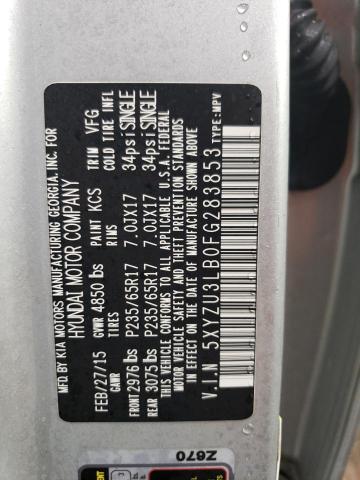 MFG.BY KIA MOTORS MANUFACTURING GEORGIA, INC. FOR
HYUNDAI MOTOR COMPANY
FEB/27/15 GVWR 4850 lbs PAINT KCS TRIM VFG
GAWR TIRES RIMS COLD TIRE INFL
FRONT 2976 lbs P235/65R17 7.0JX17 34psi SINGLE
REAR 3075 lbs P235/65R17 7.0JX17 34psi SINGLE
THIS VEHICLE CONFORMS TO ALL APPLICABLE U.S.A. FEDERAL
MOTOR VEHICLE SAFETY, BUMPER, AND THEFT PREVENTION STANDARDS
IN EFFECT ON THE DATE OF MANUFACTURE SHOWN ABOVE.
V.I.N 5XYZU3LB0FG283853 TYPE: MPV
Z670